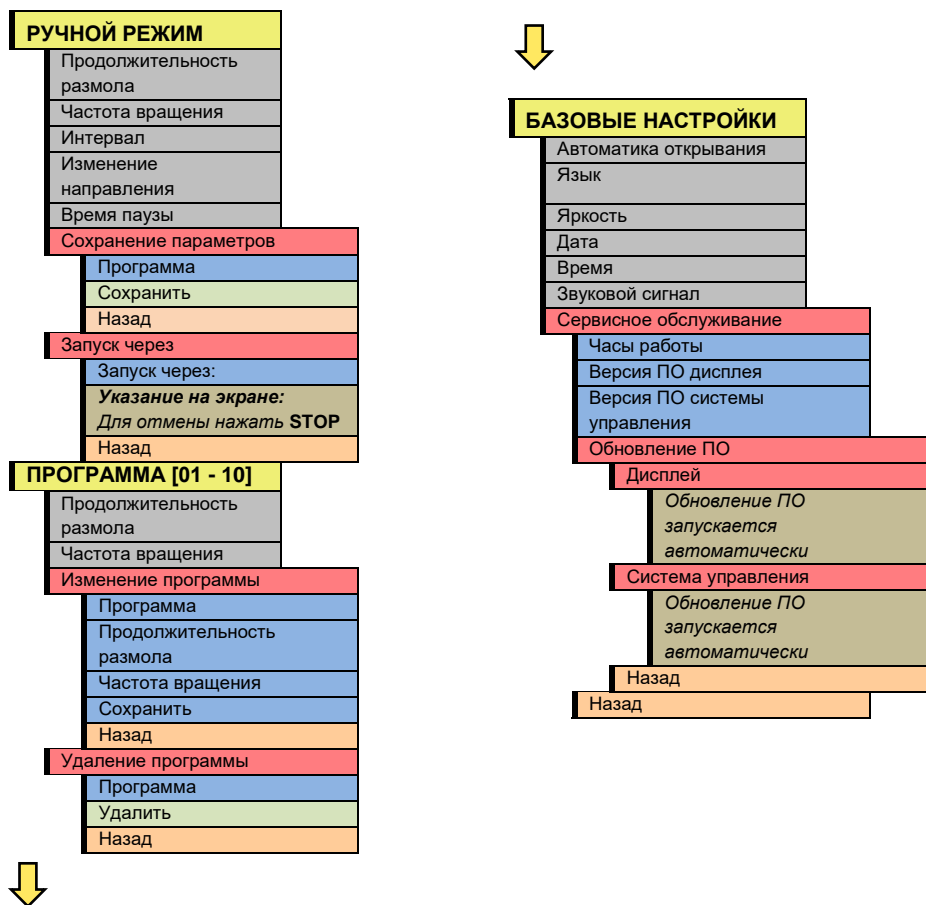 РУЧНОЙ РЕЖИМ
Продолжительность
размола
Частота вращения
Интервал
Изменение
направления
Время паузы
Сохранение параметров
Программа
Сохранить
Назад
Запуск через
Запуск через:
Указание на экране:
Для отмены нажать STOP
Назад
ПРОГРАММА [01 - 10]
Продолжительность
размола
Частота вращения
Изменение программы
Программа
Продолжительность
размола
Частота вращения
Сохранить
Назад
Удаление программы
Программа
Удалить
Назад
БАЗОВЫЕ НАСТРОЙКИ
Автоматика открывания
Язык
Яркость
Дата
Время
Звуковой сигнал
Сервисное обслуживание
Часы работы
Версия ПО дисплея
Версия ПО системы
управления
Обновление ПО
Дисплей
Обновление ПО
запускается
автоматически
Система управления
Обновление ПО
запускается
автоматически
Назад
Назад